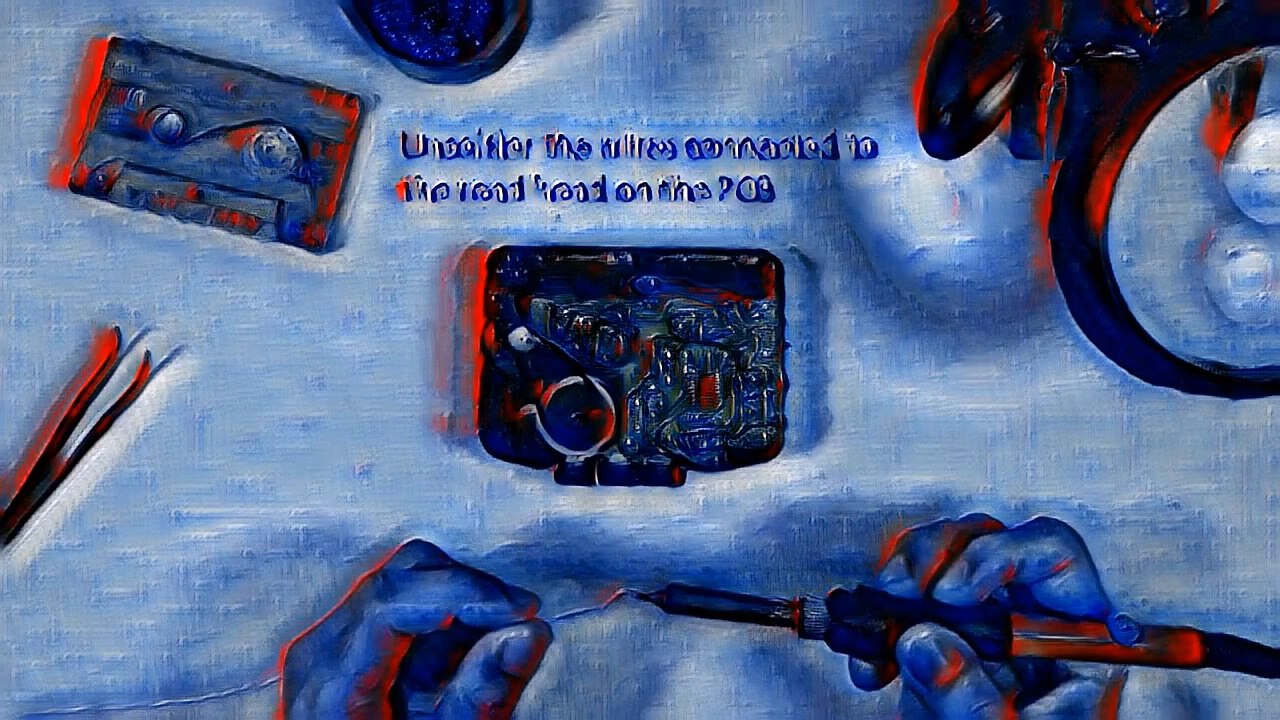 Unsolder the wires connected to
the read head on the PCB